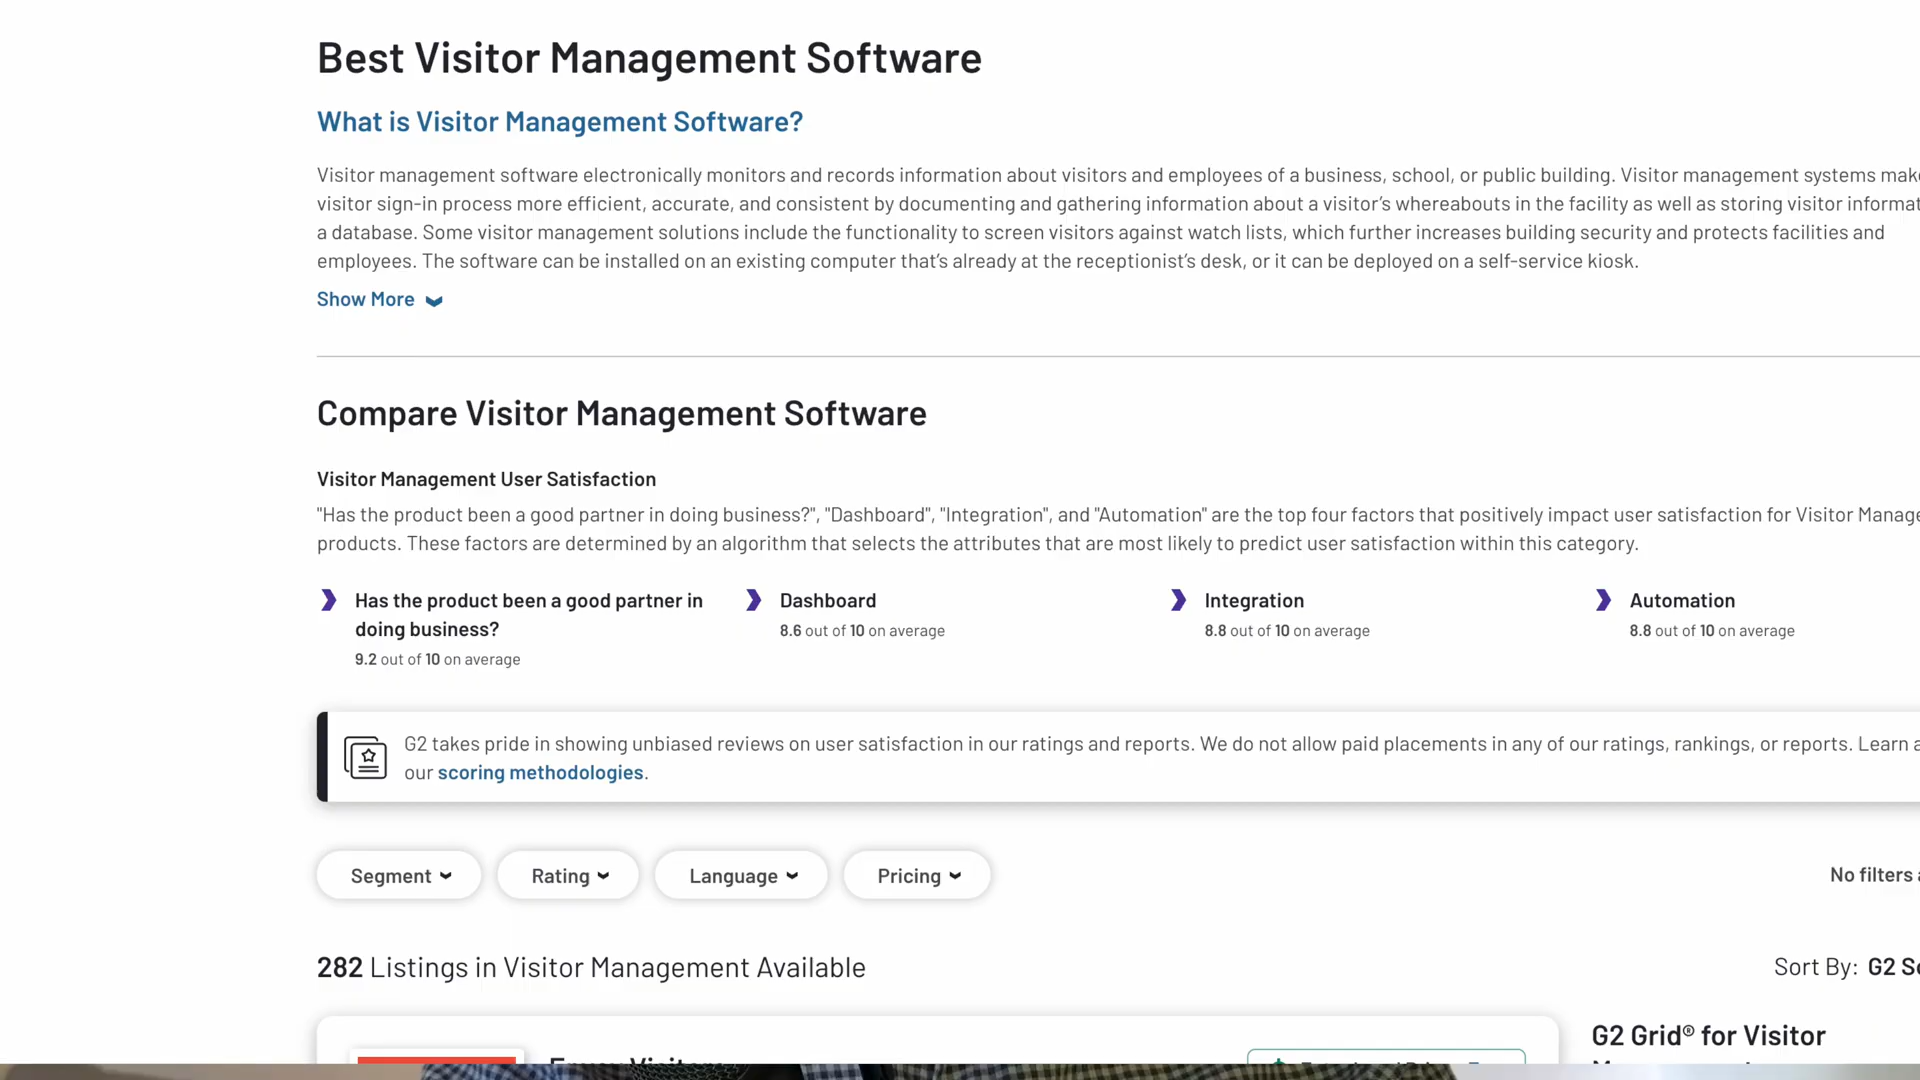 Best Visitor Management Software
What is Visitor Management Software?
Visitor management software electronically monitors and records information about visitors and employees of a business, school, or public building. Visitor management systems
visitor sign-in process more efficient, accurate, and consistent by documenting and gathering information about a visitor's whereabouts in the facility as well as storing visitor
a database. Some visitor management solutions include the functionality to screen visitors against watch lists, which further increases building security and protects facilities and
employees. The software can be installed on an existing computer that's already at the receptionist's desk, or it can be deployed on a self-service kiosk.
Show More
Compare Visitor Management Software
Visitor Management User Satisfaction
"Has the product been a good partner in doing business?", "Dashboard", "Integration", and "Automation" are the top four factors that positively impact user satisfaction for Visitor
products. These factors are determined by an algorithm that selects the attributes that are most likely to predict user satisfaction within this category.
Has the product been a good partner in
doing business?
9.2 out of 10 on average
Dashboard
8.6 out of 10 on average
Integration
8.8 out of 10 on average
Automation
8.8 out of 10 on average
G2 takes pride in showing unbiased reviews on user satisfaction in our ratings and reports. We do not allow paid placements in any of our ratings, rankings, or reports. Learn
our scoring methodologies.
Segment
Rating
Language
Pricing
No filters
282 Listings in Visitor Management Available
Sort By: G2
G2 Grid® for Visitor